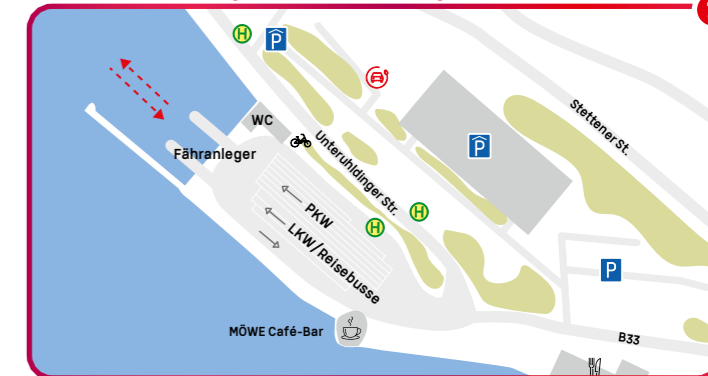 H
P
WC
Fähranleger
Unteruhldinger Str.
Stettener St.
P
PKW
LKW/Reisebusse
H
H
P
MÖWE Café-Bar
B33